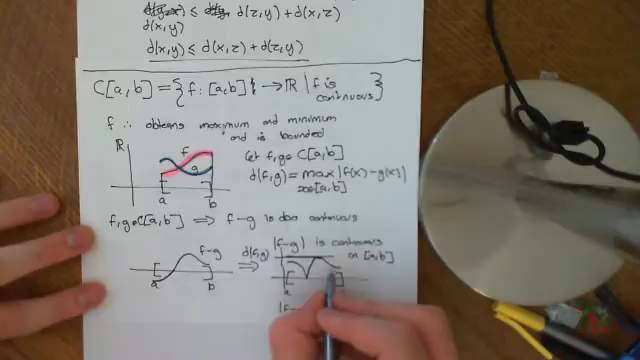 ≤ d(z,y) + d(x,z)
d(x,y)
d(x,y) ≤ d(x,z) + d(z,y)
C[a,b] = { f: [a,b] → ℝ | f is continuous }
f ∴ obtains maximum and minimum
and is bounded
ℝ
f
g
a
b
let f,g∈C[a,b]
d(f,g) = max |f(x) - g(x)|
x∈[a,b]
f,g∈C[a,b] ⟹ f-g is also continuous
f-g
a
b
⟹
|f-g| is continuous
on [a,b]
d(f,g)
a
|f-